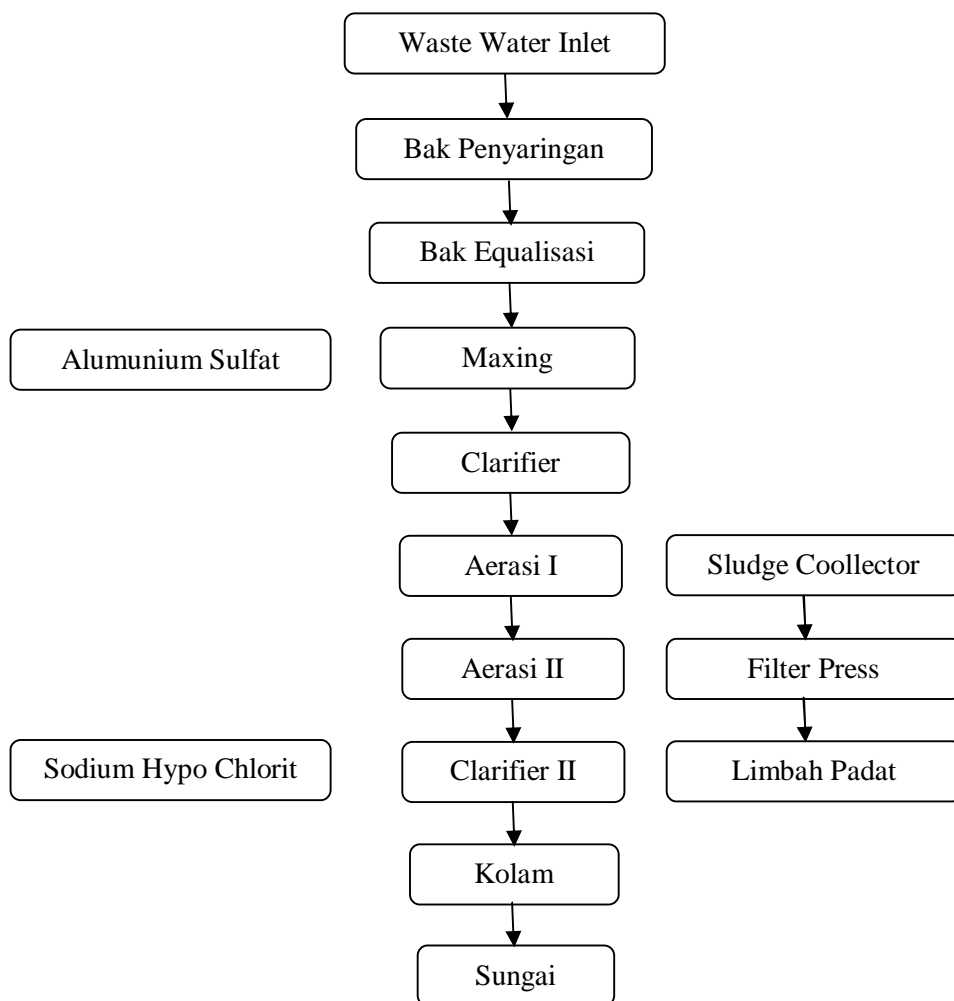 Waste Water Inlet
Bak Penyaringan
Bak Equalisasi
Alumunium Sulfat
Maxing
Clarifier
Aerasi I
Sludge Coollector
Aerasi II
Filter Press
Sodium Hypo Chlorit
Clarifier II
Limbah Padat
Kolam
Sungai